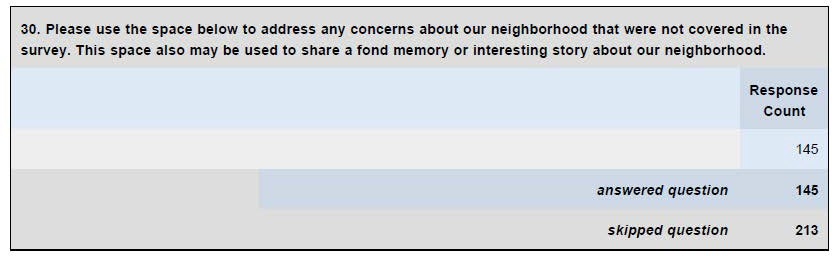 30. Please use the space below to address any concerns about our neighborhood that were not covered in the
survey. This space also may be used to share a fond memory or interesting story about our neighborhood.
Response
Count
145
answered question 145
skipped question 213